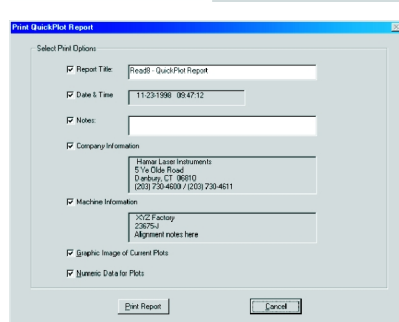 Print QuickPlot Report
Select Print Options
Report Title: Read8 - QuickPlot Report
Date & Time 11-23-1998 09:47:12
Notes:
Company Information
Hamar Laser Instruments
5 Ye Olde Road
Danbury, CT 06810
(203) 730-4600 / (203) 730-4611
Machine Information
XYZ Factory
23675-J
Alignment notes here
Graphic Image of Current Plots
Numeric Data for Plots
Print Report Cancel